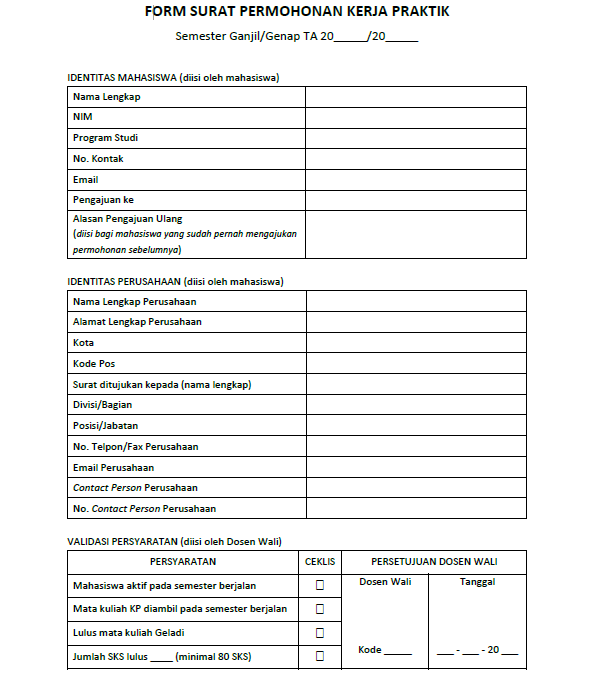 FORM SURAT PERMOHONAN KERJA PRAKTIK
Semester Ganjil/Genap TA 20_____/20_____
IDENTITAS MAHASISWA (diisi oleh mahasiswa)
Nama Lengkap
NIM
Program Studi
No. Kontak
Email
Pengajuan ke
Alasan Pengajuan Ulang
(diisi bagi mahasiswa yang sudah pernah mengajukan
permohonan sebelumnya)
IDENTITAS PERUSAHAAN (diisi oleh mahasiswa)
Nama Lengkap Perusahaan
Alamat Lengkap Perusahaan
Kota
Kode Pos
Surat ditujukan kepada (nama lengkap)
Divisi/Bagian
Posisi/Jabatan
No. Telpon/Fax Perusahaan
Email Perusahaan
Contact Person Perusahaan
No. Contact Person Perusahaan
VALIDASI PERSYARATAN (diisi oleh Dosen Wali)
PERSYARATAN CEKLIS PERSETUJUAN DOSEN WALI
Mahasiswa aktif pada semester berjalan ☐ Dosen Wali Tanggal
Mata kuliah KP diambil pada semester berjalan ☐
Lulus mata kuliah Geladi ☐
Jumlah SKS lulus ____ (minimal 80 SKS) ☐ Kode _____ ___ - ___ - 20 ___